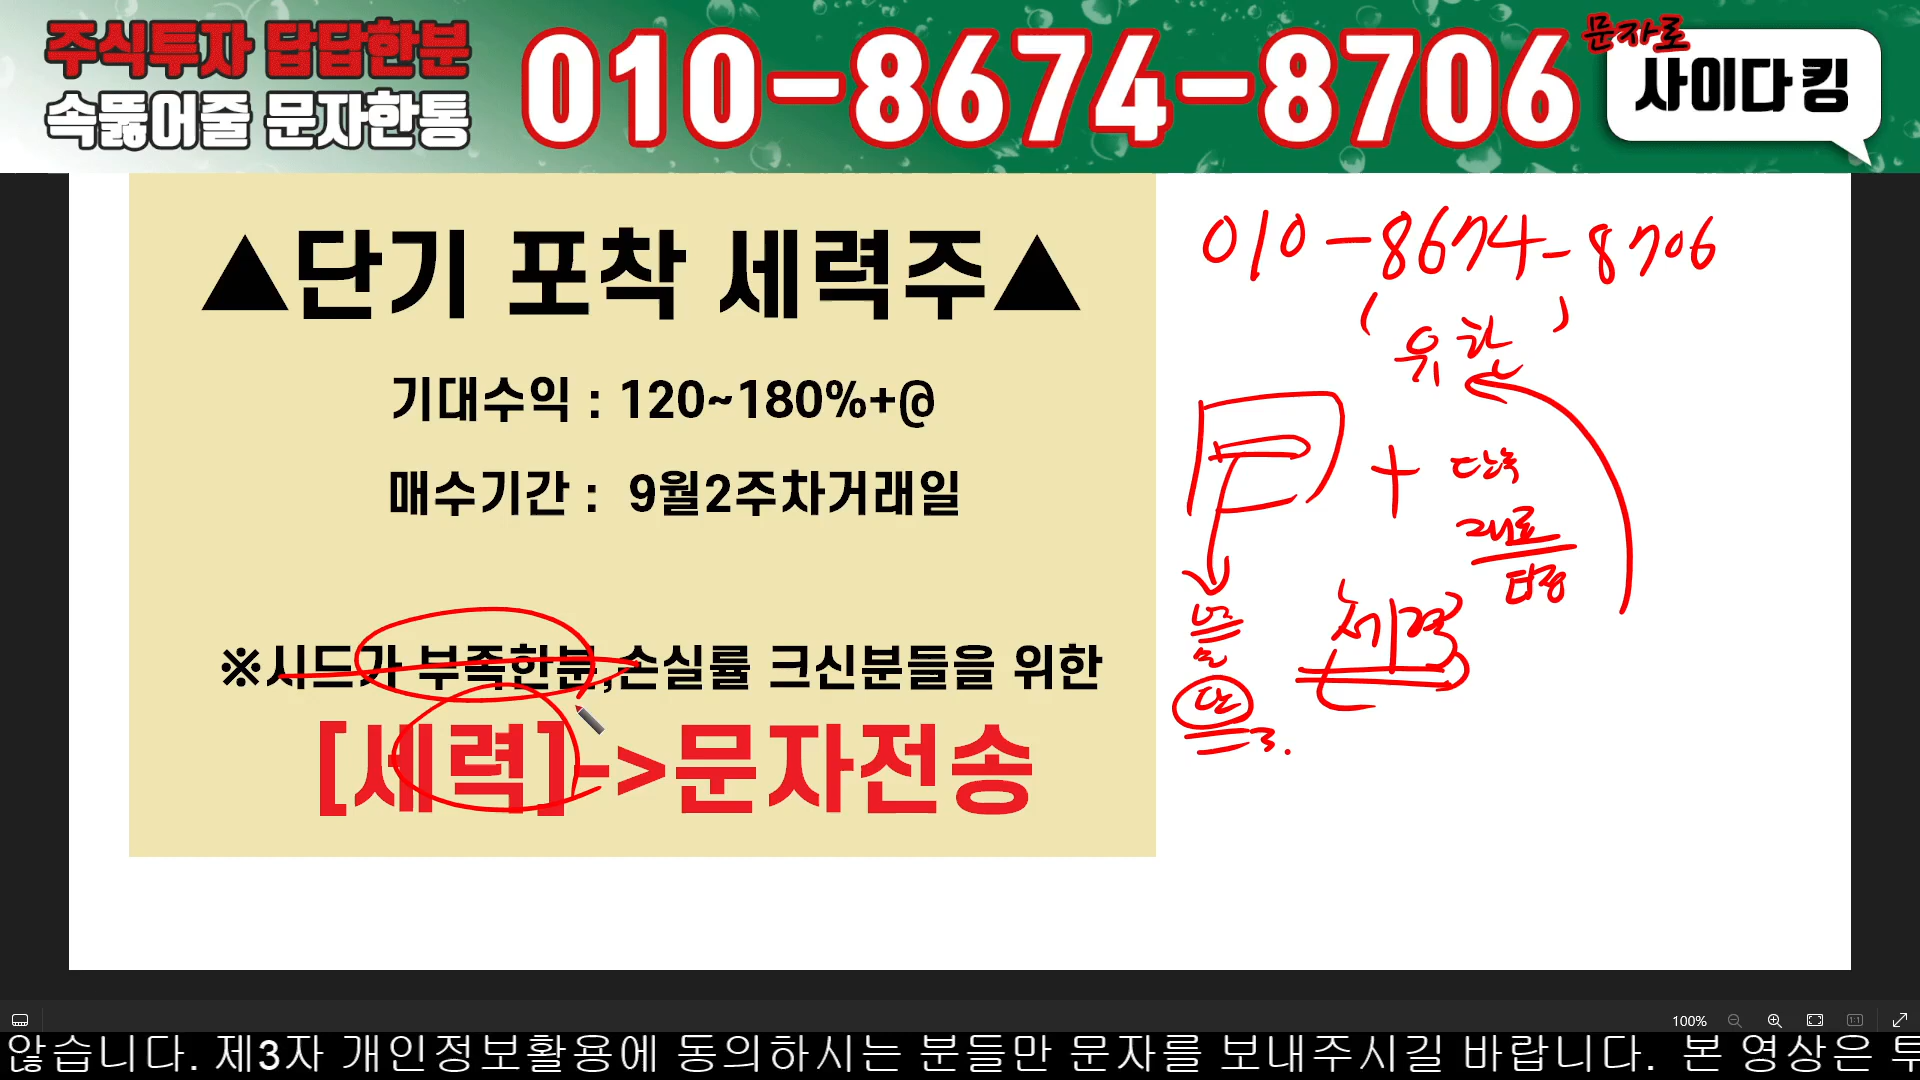 주식투자 답답한분
속뚫어줄 문자한통
010-8674-8706
문자로
사이다킹
▲단기 포착 세력주▲
기대수익 : 120~180%+@
매수기간 : 9월2주차거래일
※시드가 부족한분,손실률 크신분들을 위한
[세력]->문자전송
010-8674-8706
(유한)
+
단독
재료
단
3.
세력
100%
않습니다. 제3자 개인정보활용에 동의하시는 분들만 문자를 보내주시길 바랍니다. 본 영상은 투